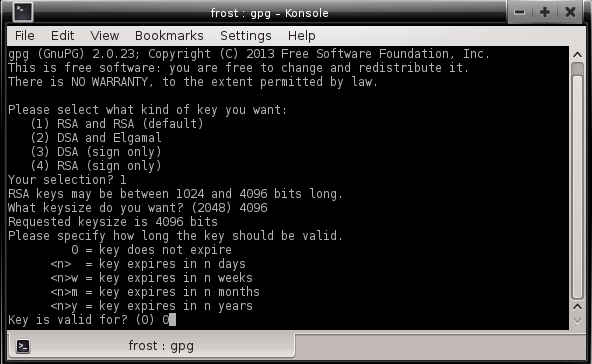 frost : gpg – Konsole
File Edit View Bookmarks Settings Help
gpg (GnuPG) 2.0.23; Copyright (C) 2013 Free Software Foundation, Inc.
This is free software: you are free to change and redistribute it.
There is NO WARRANTY, to the extent permitted by law.
Please select what kind of key you want:
(1) RSA and RSA (default)
(2) DSA and Elgamal
(3) DSA (sign only)
(4) RSA (sign only)
Your selection? 1
RSA keys may be between 1024 and 4096 bits long.
What keysize do you want? (2048) 4096
Requested keysize is 4096 bits
Please specify how long the key should be valid.
0 = key does not expire
<n> = key expires in n days
<n>w = key expires in n weeks
<n>m = key expires in n months
<n>y = key expires in n years
Key is valid for? (0) 0
frost : gpg